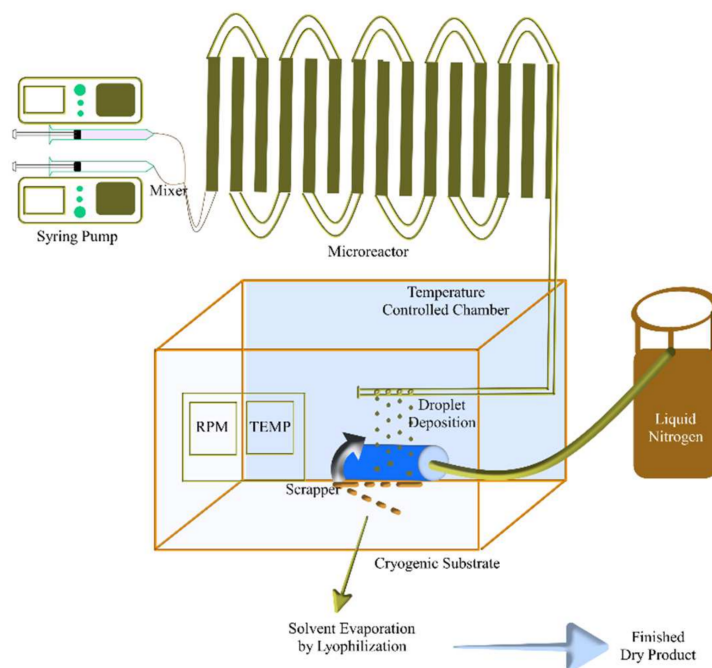 Mixer
Syring Pump
Microreactor
Temperature
Controlled Chamber
Droplet
Deposition
RPM
TEMP
Liquid
Nitrogen
Scrapper
Cryogenic Substrate
Solvent Evaporation
by Lyophilization
Finished
Dry Product